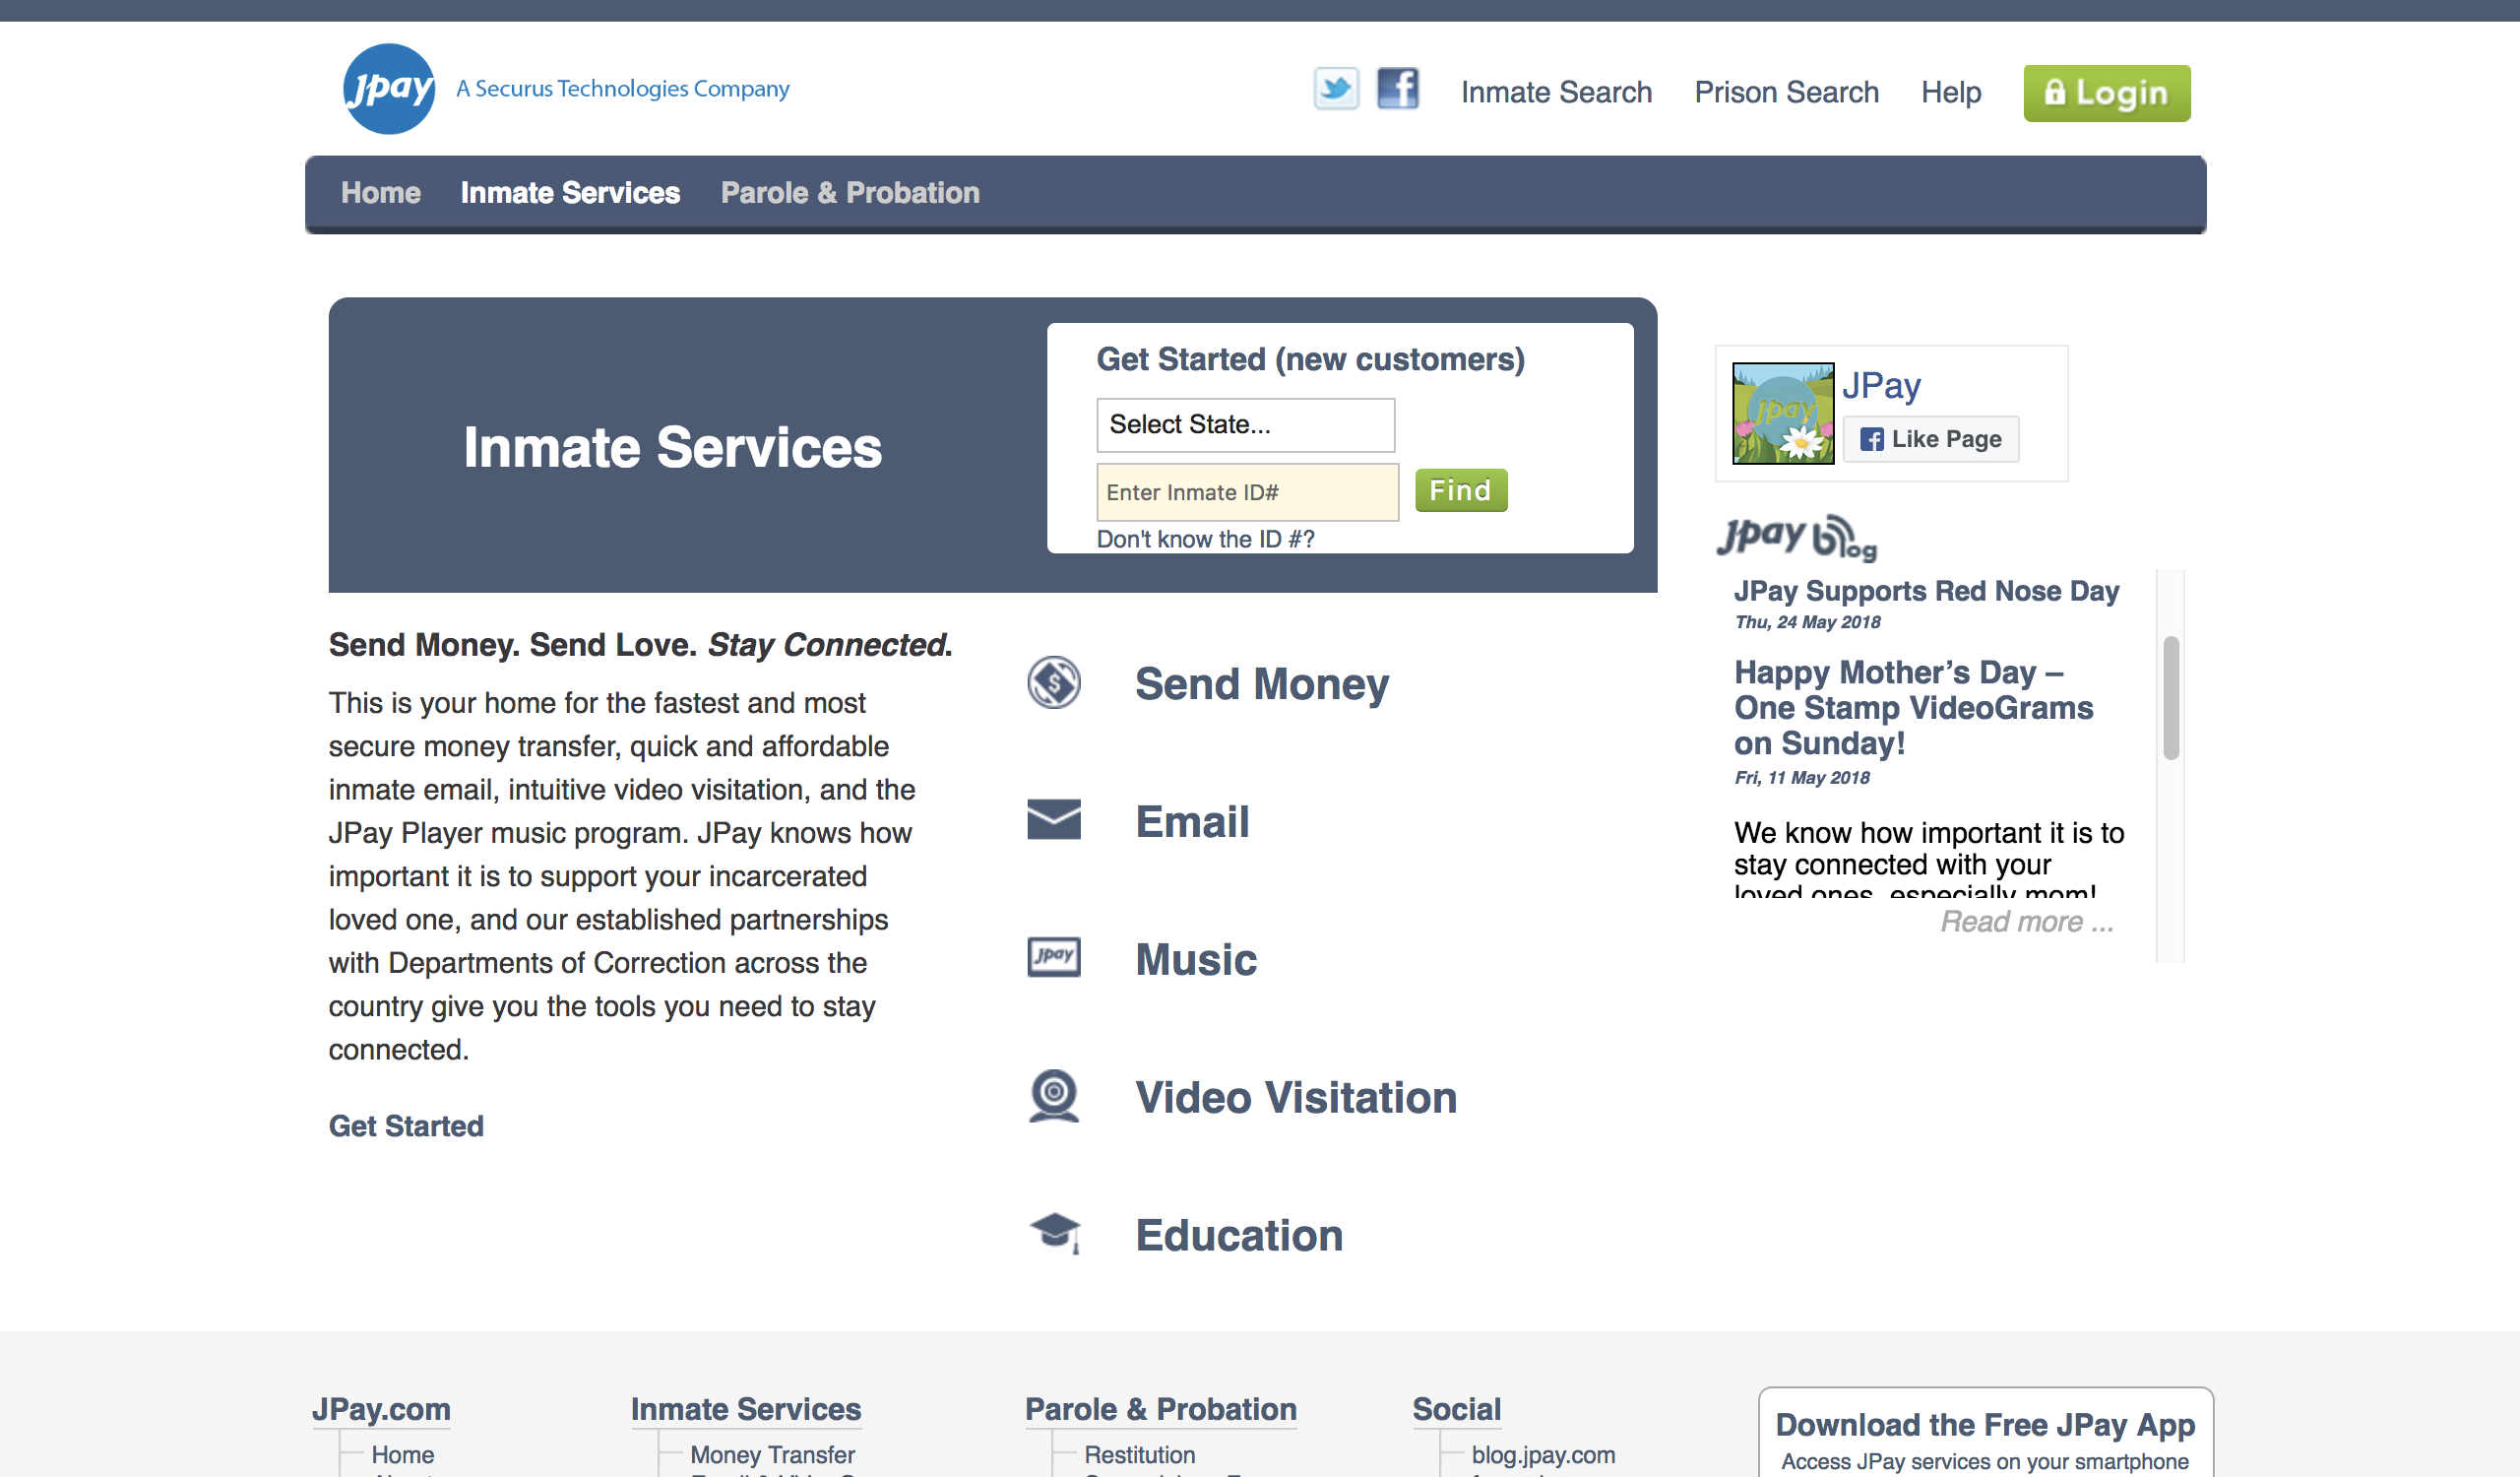 jpay A Securus Technologies Company
Inmate Search Prison Search Help Login
Home Inmate Services Parole & Probation
Inmate Services
Get Started (new customers)
Select State...
Enter Inmate ID# Find
Don't know the ID #?
jpay
JPay
Like Page
jpay blog
JPay Supports Red Nose Day
Thu, 24 May 2018
Happy Mother’s Day –
One Stamp VideoGrams
on Sunday!
Fri, 11 May 2018
We know how important it is to
stay connected with your
loved ones, especially mom!
Read more ...
Send Money. Send Love. Stay Connected.
This is your home for the fastest and most
secure money transfer, quick and affordable
inmate email, intuitive video visitation, and the
JPay Player music program. JPay knows how
important it is to support your incarcerated
loved one, and our established partnerships
with Departments of Correction across the
country give you the tools you need to stay
connected.
Get Started
Send Money
Email
jpay Music
Video Visitation
Education
JPay.com
Home
Inmate Services
Money Transfer
Parole & Probation
Restitution
Social
blog.jpay.com
Download the Free JPay App
Access JPay services on your smartphone